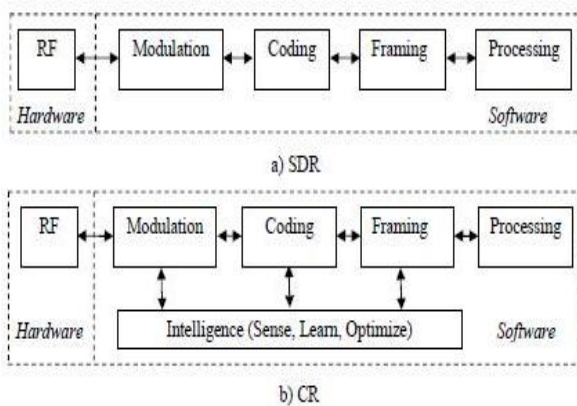 RF Modulation Coding Framing Processing
Hardware Software
a) SDR
RF Modulation Coding Framing Processing
Intelligence (Sense, Learn, Optimize)
Hardware Software
b) CR